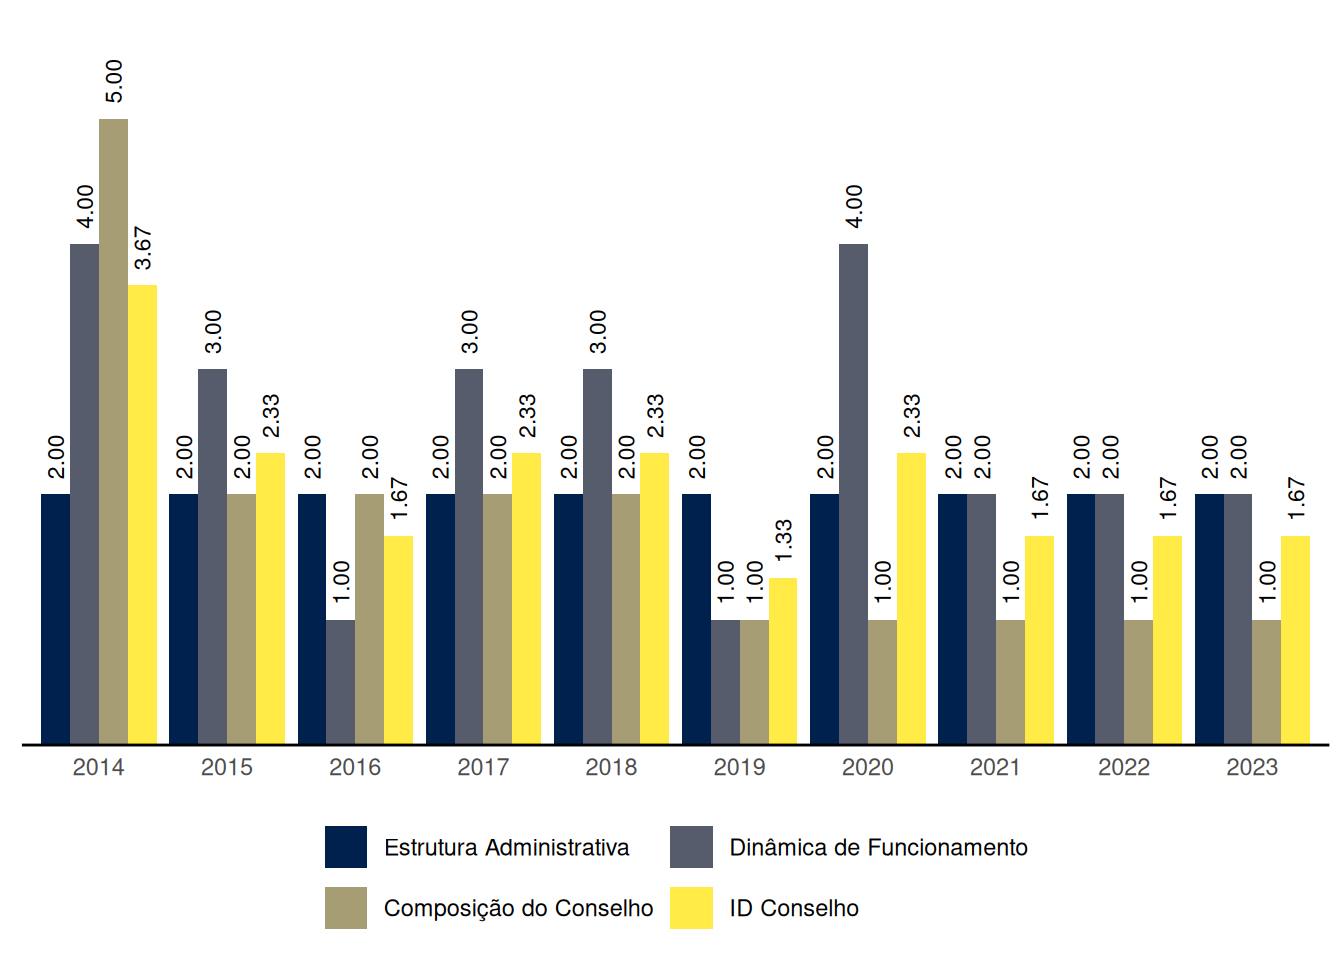 2.00 4.00 5.00 3.67
2.00 3.00 2.00 2.33
2.00 1.00 2.00 1.67
2.00 3.00 2.00 2.33
2.00 3.00 2.00 2.33
2.00 1.00 1.00 1.33
2.00 4.00 1.00 2.33
2.00 2.00 1.00 1.67
2.00 2.00 1.00 1.67
2.00 2.00 1.00 1.67
2014 2015 2016 2017 2018 2019 2020 2021 2022 2023
Estrutura Administrativa Dinâmica de Funcionamento
Composição do Conselho ID Conselho